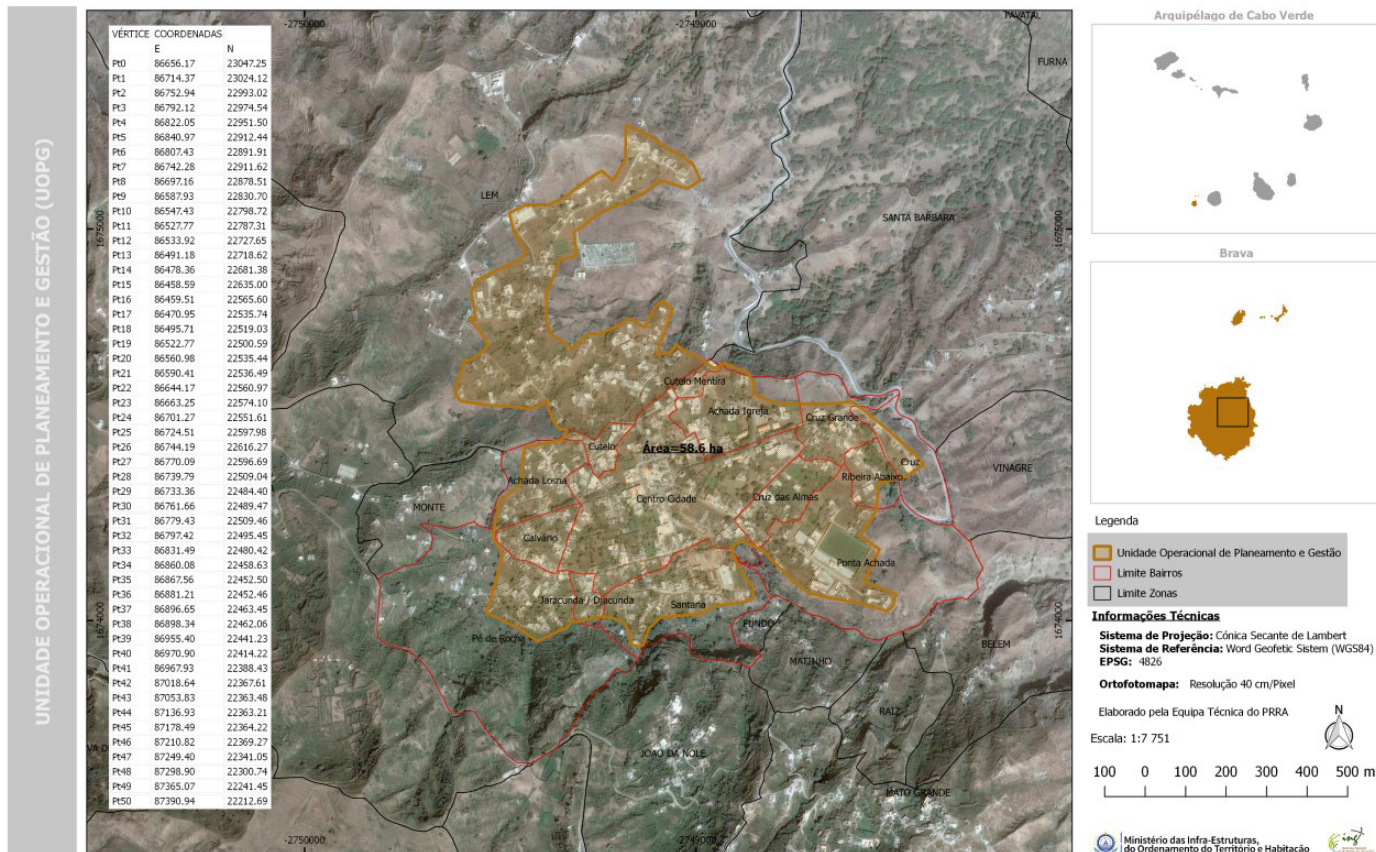 UNIDADE OPERACIONAL DE PLANEAMENTO E GESTÃO (UOPG)
VÉRTICE COORDENADAS
E N
Pt0 86656.17 23047.25
Pt1 86714.37 23024.12
Pt2 86752.94 22993.02
Pt3 86792.12 22974.54
Pt4 86822.05 22951.50
Pt5 86840.97 22912.44
Pt6 86807.43 22891.91
Pt7 86742.28 22911.62
Pt8 86697.16 22878.51
Pt9 86587.93 22830.70
Pt10 86547.43 22798.72
Pt11 86527.77 22787.31
Pt12 86533.92 22727.65
Pt13 86491.18 22718.62
Pt14 86478.36 22681.38
Pt15 86458.59 22635.00
Pt16 86459.51 22565.60
Pt17 86470.95 22535.74
Pt18 86495.71 22519.03
Pt19 86522.77 22500.59
Pt20 86560.98 22535.44
Pt21 86590.41 22536.49
Pt22 86644.17 22560.97
Pt23 86663.25 22574.10
Pt24 86701.27 22551.61
Pt25 86724.51 22597.98
Pt26 86744.19 22616.27
Pt27 86770.09 22596.69
Pt28 86739.79 22509.04
Pt29 86733.36 22484.40
Pt30 86761.66 22489.47
Pt31 86779.43 22509.46
Pt32 86797.42 22495.45
Pt33 86831.49 22480.42
Pt34 86860.08 22458.63
Pt35 86867.56 22452.50
Pt36 86881.21 22452.46
Pt37 86896.65 22463.45
Pt38 86898.34 22462.06
Pt39 86955.40 22441.23
Pt40 86970.90 22414.22
Pt41 86967.93 22388.43
Pt42 87018.64 22367.61
Pt43 87053.83 22363.48
Pt44 87136.93 22363.21
Pt45 87178.49 22364.22
Pt46 87210.82 22369.27
Pt47 87249.40 22341.05
Pt48 87298.90 22300.74
Pt49 87365.07 22241.45
Pt50 87390.94 22212.69
-2750000
-2749000
FAVATAL
FURNA
LEM
SANTA BARBARA
1675000
1675000
Cutelo Mentira
Achada Igreja
Cruz Grande
Cutelo
Área=58.6 ha
Cruz
VINAGRE
Achada Losna
Ribeira Abaixo
Centro Cidade
Cruz das Almas
MONTE
Calvário
Ponta Achada
Jaracunda / Djacunda
Santana
1674000
1674000
FUNDO
Pé de Rocha
BELEM
MATINHO
RAIZ
JOAO DA NOLE
MATO GRANDE
-2750000
-2749000
Arquipélago de Cabo Verde
Brava
Legenda
Unidade Operacional de Planeamento e Gestão
Limite Bairros
Limite Zonas
Informações Técnicas
Sistema de Projeção: Cónica Secante de Lambert
Sistema de Referência: Word Geofetic Sistem (WGS84)
EPSG: 4826
Ortofotomapa: Resolução 40 cm/Pixel
Elaborado pela Equipa Técnica do PRRA
N
Escala: 1:7 751
100 0 100 200 300 400 500 m
Ministério das Infra-Estruturas,
do Ordenamento do Território e Habitação